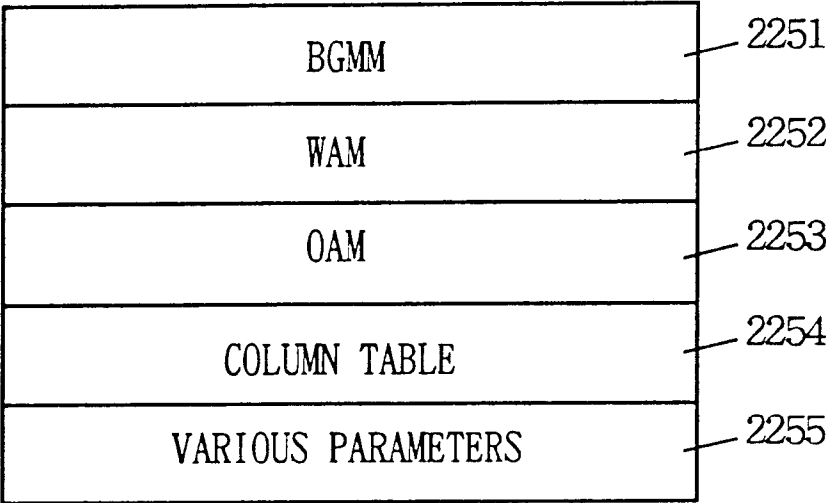 BGMM 2251
WAM 2252
OAM 2253
COLUMN TABLE 2254
VARIOUS PARAMETERS 2255